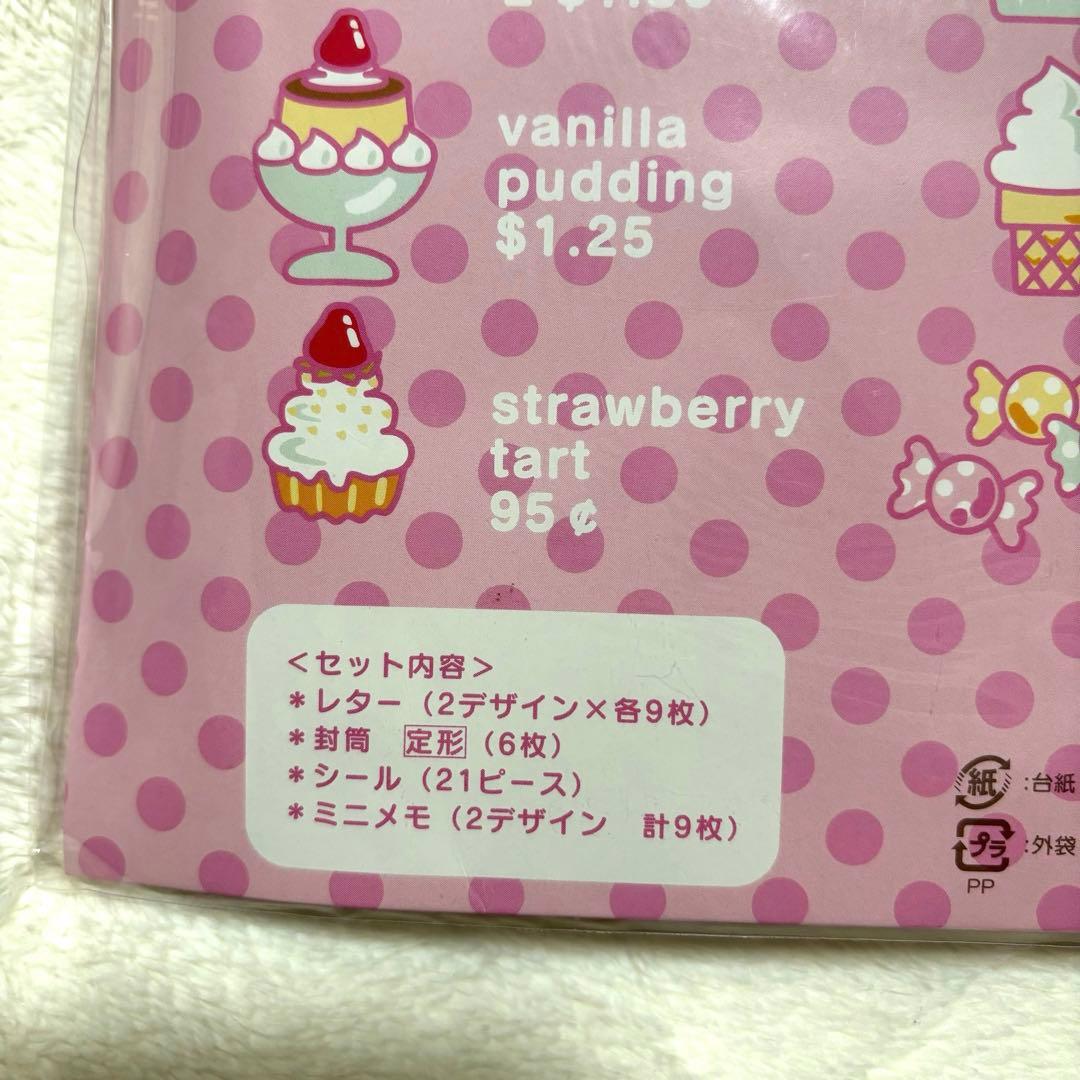 vanilla
pudding
$1.25
strawberry
tart
95¢
＜セット内容＞
＊レター（2デザイン×各9枚）
＊封筒　定形（6枚）
＊シール（21ピース）
＊ミニメモ（2デザイン　計9枚）
紙：台紙
プラ：外袋
PP